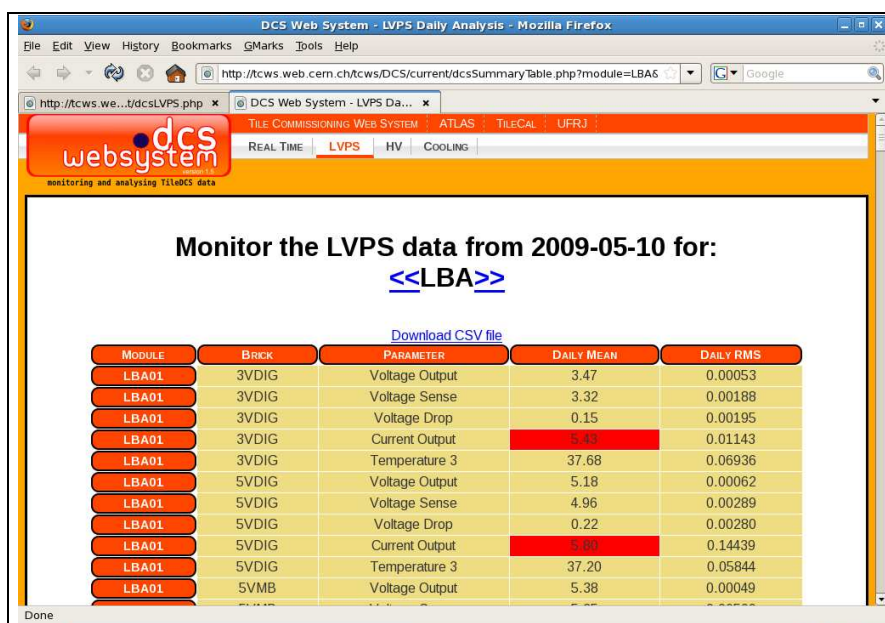 DCS Web System - LVPS Daily Analysis - Mozilla Firefox
File Edit View History Bookmarks GMarks Tools Help
http://tcws.web.cern.ch/tcws/DCS/current/dcsSummaryTable.php?module=LBA& Google
http://tcws.we...t/dcsLVPS.php DCS Web System - LVPS Da...
TILE COMMISSIONING WEB SYSTEM ATLAS TILECAL UFRJ
dcs
websystem
version 1.0
monitoring and analysing TileDCS data
REAL TIME LVPS HV COOLING
Monitor the LVPS data from 2009-05-10 for:
<<LBA>>
Download CSV file
MODULE BRICK PARAMETER DAILY MEAN DAILY RMS
LBA01 3VDIG Voltage Output 3.47 0.00053
LBA01 3VDIG Voltage Sense 3.32 0.00188
LBA01 3VDIG Voltage Drop 0.15 0.00195
LBA01 3VDIG Current Output 5.43 0.01143
LBA01 3VDIG Temperature 3 37.68 0.06936
LBA01 5VDIG Voltage Output 5.18 0.00062
LBA01 5VDIG Voltage Sense 4.96 0.00289
LBA01 5VDIG Voltage Drop 0.22 0.00280
LBA01 5VDIG Current Output 5.80 0.14439
LBA01 5VDIG Temperature 3 37.20 0.05844
LBA01 5VMB Voltage Output 5.38 0.00049
Done